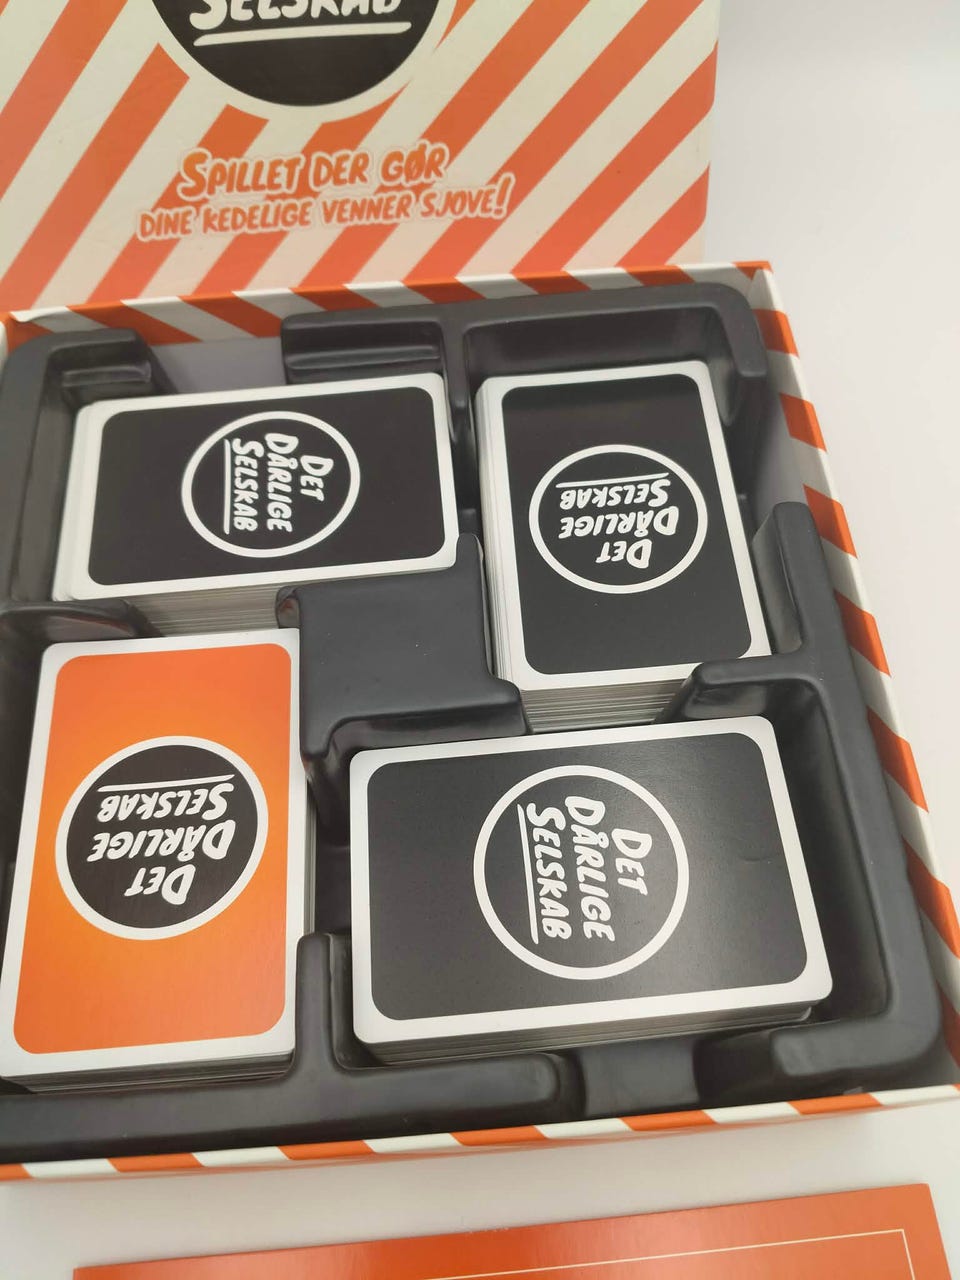 SELSKAB
SPILLET DER GØR
DINE KEDELIGE VENNER SJOVE!
DET
DÅRLIGE
SELSKAB
DET
DÅRLIGE
SELSKAB
DET
DÅRLIGE
SELSKAB
DET
DÅRLIGE
SELSKAB